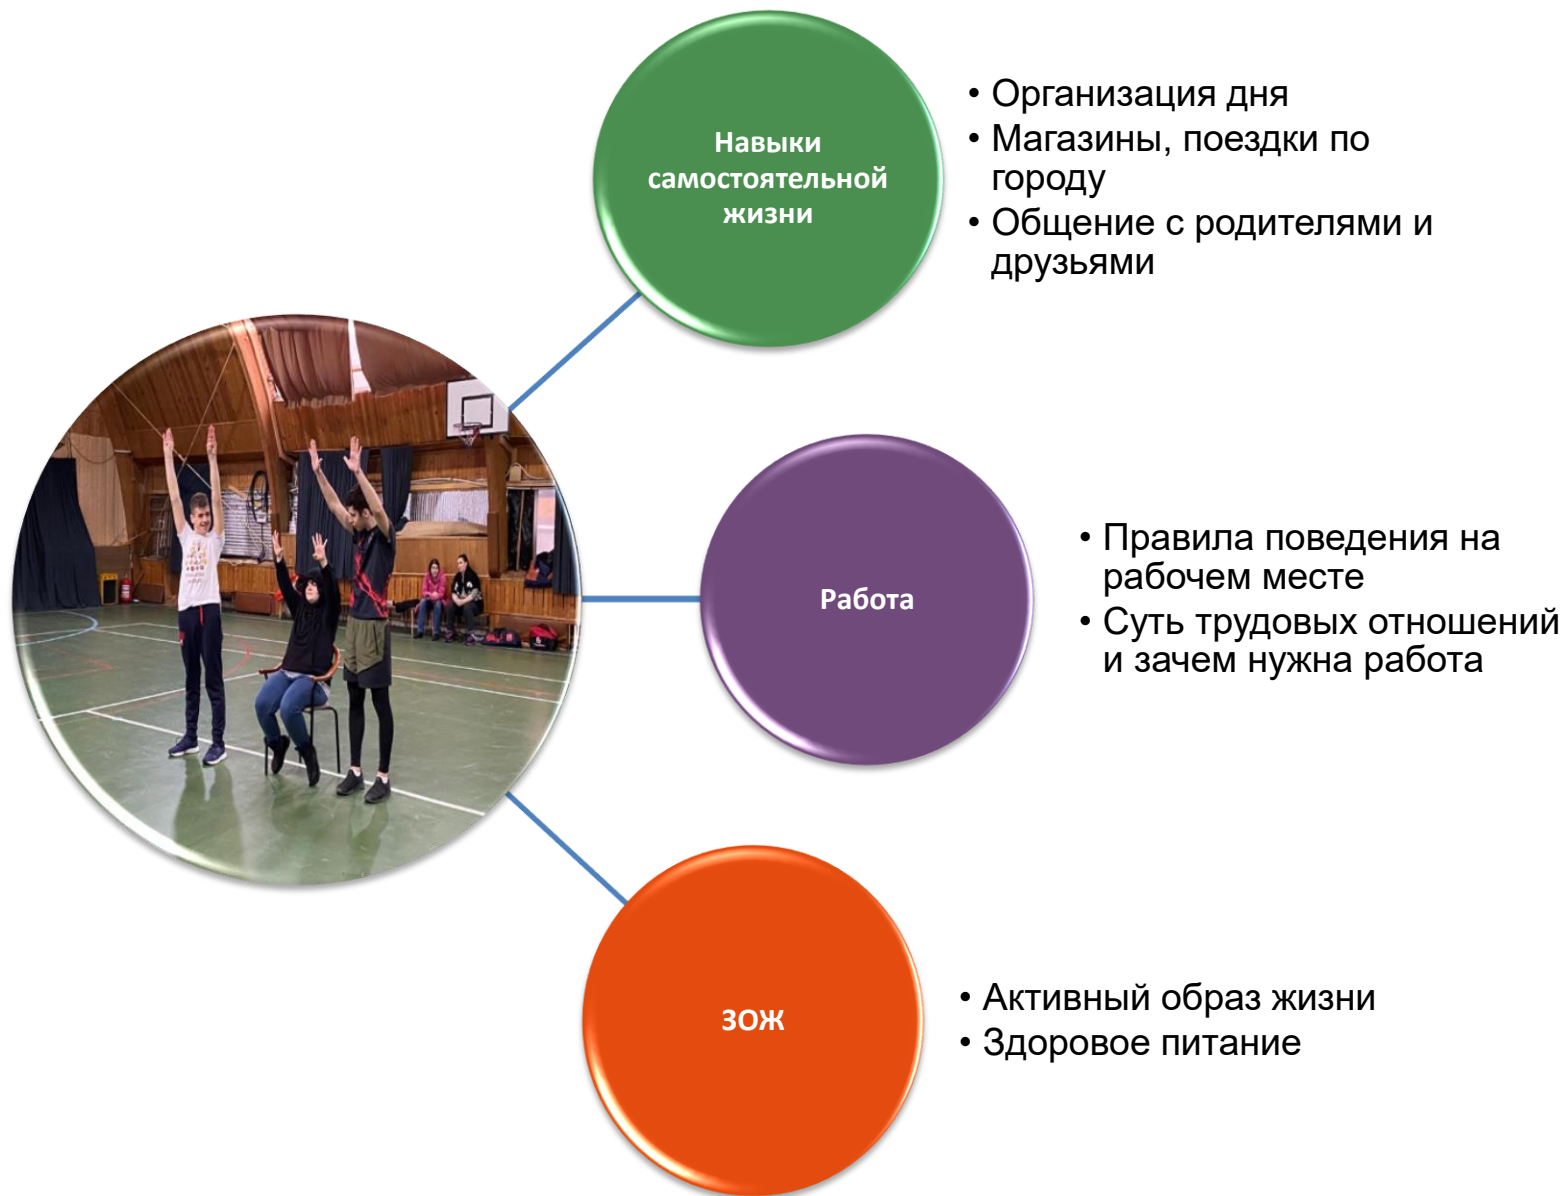 Навыки
самостоятельной
жизни
• Организация дня
• Магазины, поездки по
городу
• Общение с родителями и
друзьями
Работа
• Правила поведения на
рабочем месте
• Суть трудовых отношений
и зачем нужна работа
ЗОЖ
• Активный образ жизни
• Здоровое питание